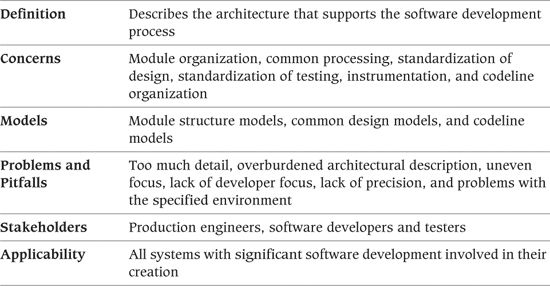 Definition Describes the architecture that supports the software development
process
Concerns Module organization, common processing, standardization of
design, standardization of testing, instrumentation, and codeline
organization
Models Module structure models, common design models, and codeline
models
Problems and Too much detail, overburdened architectural description, uneven
Pitfalls focus, lack of developer focus, lack of precision, and problems with
the specified environment
Stakeholders Production engineers, software developers and testers
Applicability All systems with significant software development involved in their
creation